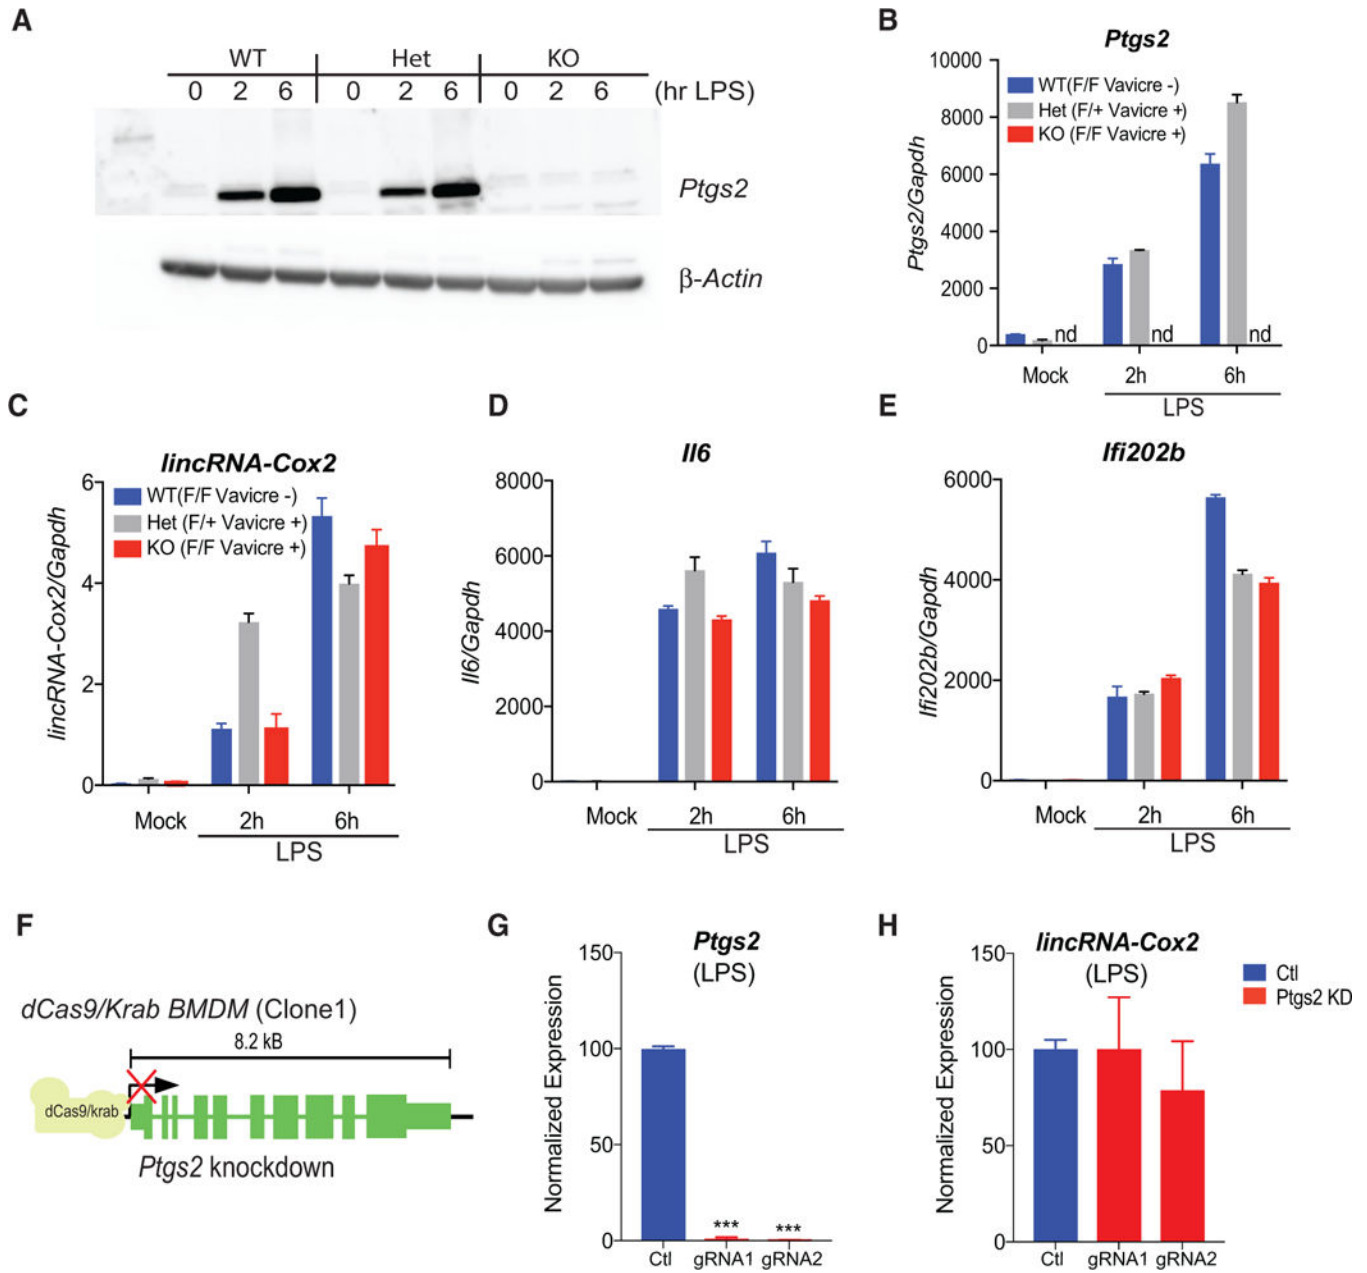 A
WT Het KO
0 2 6 0 2 6 0 2 6 (hr LPS)
Ptgs2
β-Actin
B
Ptgs2
10000
8000
6000
4000
2000
0
Ptgs2/Gapdh
WT(F/F Vavicre -)
Het (F/+ Vavicre +)
KO (F/F Vavicre +)
nd nd nd
Mock 2h 6h
LPS
C
lincRNA-Cox2
6
4
2
0
lincRNA-Cox2/Gapdh
WT(F/F Vavicre -)
Het (F/+ Vavicre +)
KO (F/F Vavicre +)
Mock 2h 6h
LPS
D
Il6
8000
6000
4000
2000
0
Il6/Gapdh
Mock 2h 6h
LPS
E
Ifi202b
6000
4000
2000
0
Ifi202b/Gapdh
Mock 2h 6h
LPS
F
dCas9/Krab BMDM (Clone1)
8.2 kB
dCas9/krab
Ptgs2 knockdown
G
Ptgs2
(LPS)
150
100
50
0
Normalized Expression
*** ***
Ctl gRNA1 gRNA2
H
lincRNA-Cox2
(LPS)
150
100
50
0
Normalized Expression
Ctl gRNA1 gRNA2
Ctl
Ptgs2 KD